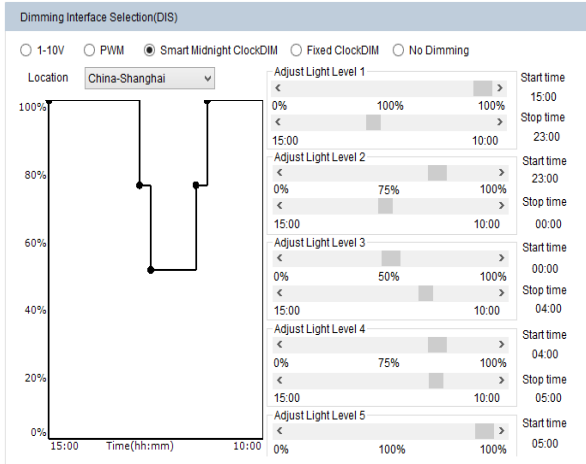 Dimming Interface Selection(DIS)
1-10V PWM Smart Midnight ClockDIM Fixed ClockDIM No Dimming
Location China-Shanghai
100%
80%
60%
40%
20%
0%
15:00 Time(hh:mm) 10:00
Adjust Light Level 1
0% 100% 100%
15:00 10:00
Start time
15:00
Stop time
23:00
Adjust Light Level 2
0% 75% 100%
15:00 10:00
Start time
23:00
Stop time
00:00
Adjust Light Level 3
0% 50% 100%
15:00 10:00
Start time
00:00
Stop time
04:00
Adjust Light Level 4
0% 75% 100%
15:00 10:00
Start time
04:00
Stop time
05:00
Adjust Light Level 5
0% 100% 100%
Start time
05:00